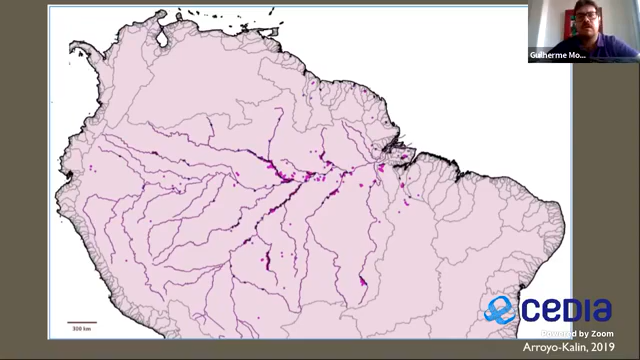 Guilherme Mo...
300 km
cedia
Powered by Zoom
Arroyo-Kalin, 2019